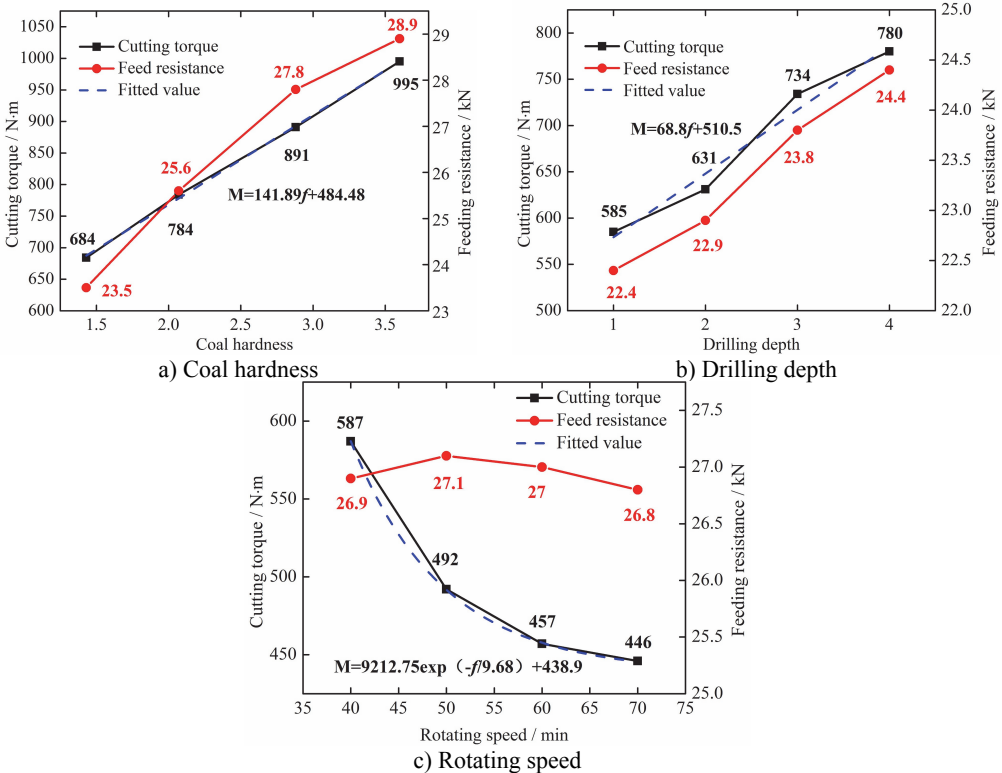 Cutting torque / N·m
1050
1000
950
900
850
800
750
700
650
600
Cutting torque
Feed resistance
Fitted value
684
784
891
995
23.5
25.6
27.8
28.9
M=141.89f+484.48
29
28
27
26
25
24
23
Feeding resistance / kN
1.5 2.0 2.5 3.0 3.5
Coal hardness
a) Coal hardness
Cutting torque / N·m
800
750
700
650
600
550
500
Cutting torque
Feed resistance
Fitted value
M=68.8f+510.5
585
631
734
780
22.4
22.9
23.8
24.4
25.0
24.5
24.0
23.5
23.0
22.5
22.0
Feeding resistance / kN
1 2 3 4
Drilling depth
b) Drilling depth
Cutting torque / N·m
600
550
500
450
Cutting torque
Feed resistance
Fitted value
587
492
457
446
26.9
27.1
27
26.8
M=9212.75exp（-f/9.68）+438.9
27.5
27.0
26.5
26.0
25.5
25.0
Feeding resistance / kN
35 40 45 50 55 60 65 70 75
Rotating speed / min
c) Rotating speed